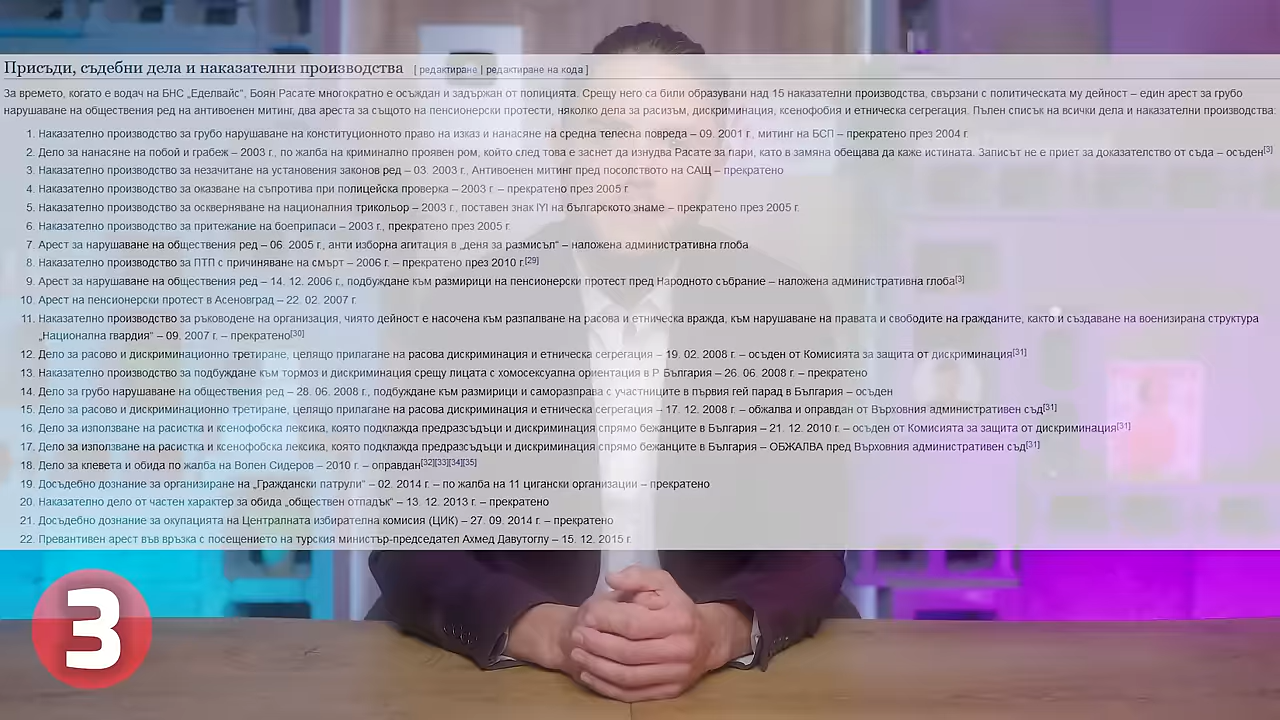 Присъди, съдебни дела и наказателни производства [ редактиране | редактиране на кода ]
За времето, когато е водач на БНС „Еделвайс“, Боян Расате многократно е осъждан и задържан от полицията. Срещу него са били образувани над 15 наказателни производства, свързани с политическата му дейност – един арест за грубо
нарушаване на обществения ред на антивоенен митинг, два ареста за същото на пенсионерски протести, няколко дела за расизъм, дискриминация, ксенофобия и етническа сегрегация. Пълен списък на всички дела и наказателни производства:
1. Наказателно производство за грубо нарушаване на конституционното право на изказ и нанасяне на средна телесна повреда – 09. 2001 г., митинг на БСП – прекратено през 2004 г.
2. Дело за нанасяне на побой и грабеж – 2003 г., по жалба на криминално проявен ром, който след това е заснет да изнудва Расате за пари, като в замяна обещава да каже истината. Записът не е приет за доказателство от съда – осъден[3]
3. Наказателно производство за незачитане на установения законов ред – 03. 2003 г., Антивоенен митинг пред посолството на САЩ – прекратено
4. Наказателно производство за оказване на съпротива при полицейска проверка – 2003 г. – прекратено през 2005 г.
5. Наказателно производство за оскверняване на националния трикольор – 2003 г., поставен знак IYI на българското знаме – прекратено през 2005 г.
6. Наказателно производство за притежание на боеприпаси – 2003 г., прекратено през 2005 г.
7. Арест за нарушаване на обществения ред – 06. 2005 г., анти изборна агитация в „деня за размисъл“ – наложена административна глоба
8. Наказателно производство за ПТП с причиняване на смърт – 2006 г. – прекратено през 2010 г.[29]
9. Арест за нарушаване на обществения ред – 14. 12. 2006 г., подбуждане към размирици на пенсионерски протест пред Народното събрание – наложена административна глоба[3]
10. Арест на пенсионерски протест в Асеновград – 22. 02. 2007 г.
11. Наказателно производство за ръководене на организация, чиято дейност е насочена към разпалване на расова и етническа вражда, към нарушаване на правата и свободите на гражданите, както и създаване на военизирана структура
„Национална гвардия“ – 09. 2007 г. – прекратено[30]
12. Дело за расово и дискриминационно третиране, целящо прилагане на расова дискриминация и етническа сегрегация – 19. 02. 2008 г. – осъден от Комисията за защита от дискриминация[31]
13. Наказателно производство за подбуждане към тормоз и дискриминация срещу лицата с хомосексуална ориентация в Р България – 26. 06. 2008 г. – прекратено
14. Дело за грубо нарушаване на обществения ред – 28. 06. 2008 г., подбуждане към размирици и саморазправа с участниците в първия гей парад в България – осъден
15. Дело за расово и дискриминационно третиране, целящо прилагане на расова дискриминация и етническа сегрегация – 17. 12. 2008 г. – обжалва и оправдан от Върховния административен съд[31]
16. Дело за използване на расистка и ксенофобска лексика, която подклажда предразсъдъци и дискриминация спрямо бежанците в България – 21. 12. 2010 г. – осъден от Комисията за защита от дискриминация[31]
17. Дело за използване на расистка и ксенофобска лексика, която подклажда предразсъдъци и дискриминация спрямо бежанците в България – ОБЖАЛВА пред Върховния административен съд[31]
18. Дело за клевета и обида по жалба на Волен Сидеров – 2010 г. – оправдан[32][33][34][35]
19. Досъдебно дознание за организиране на „Граждански патрули“ – 02. 2014 г. – по жалба на 11 цигански организации – прекратено
20. Наказателно дело от частен характер за обида „обществен отпадък“ – 13. 12. 2013 г. – прекратено
21. Досъдебно дознание за окупацията на Централната избирателна комисия (ЦИК) – 27. 09. 2014 г. – прекратено
22. Превантивен арест във връзка с посещението на турския министър-председател Ахмед Давутоглу – 15. 12. 2015 г.
3